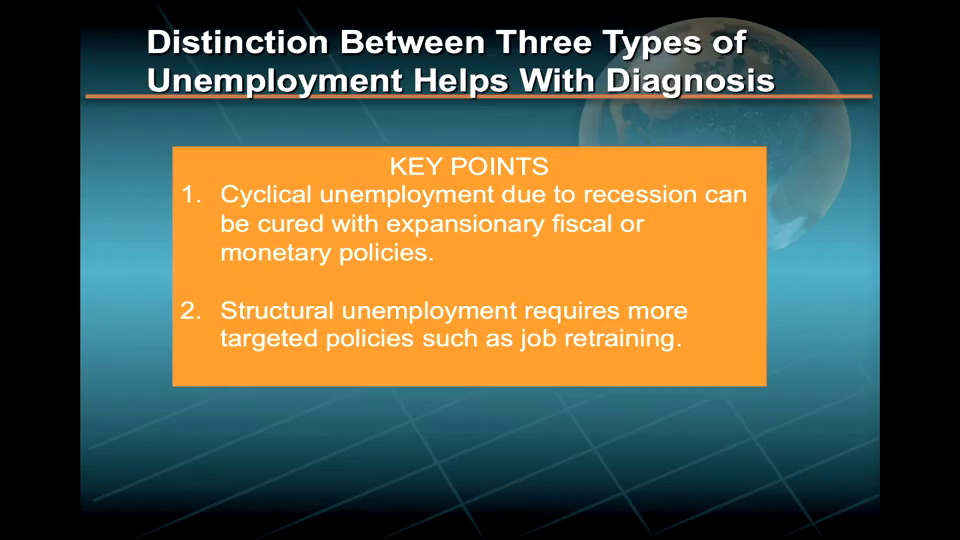 Distinction Between Three Types of
Unemployment Helps With Diagnosis
KEY POINTS
1. Cyclical unemployment due to recession can
be cured with expansionary fiscal or
monetary policies.
2. Structural unemployment requires more
targeted policies such as job retraining.